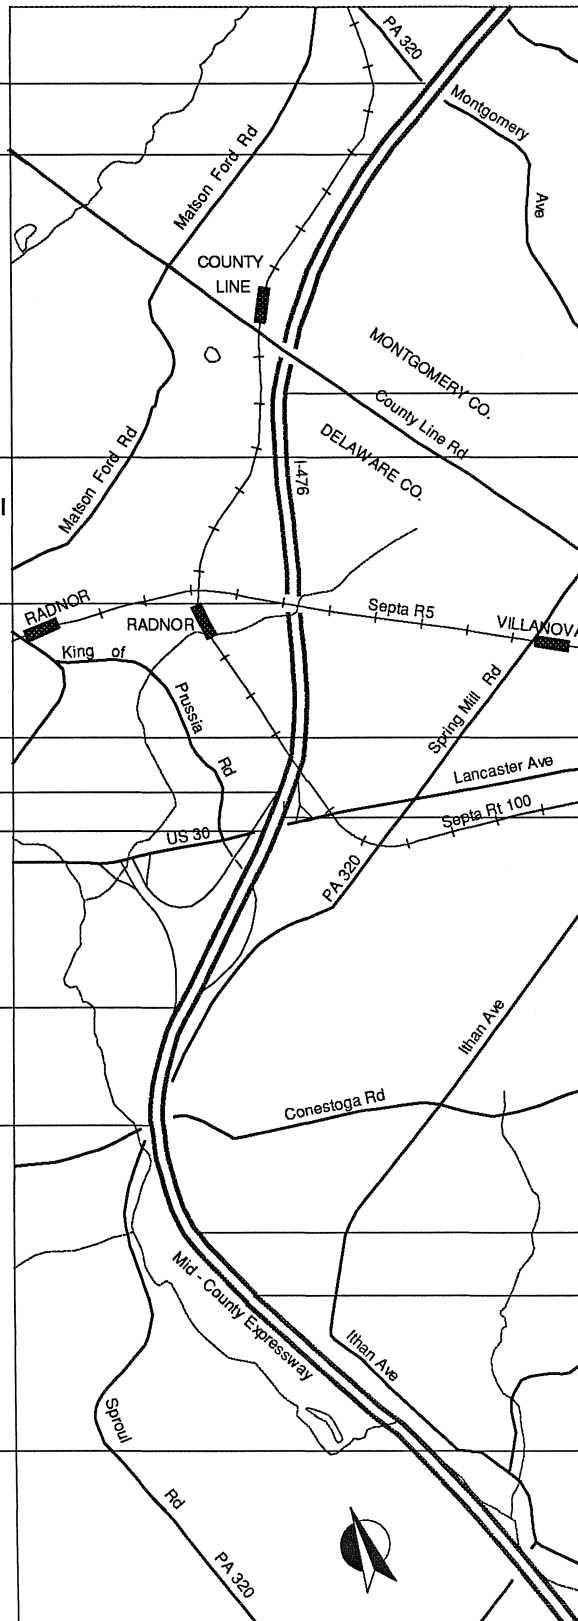 PA 320
Montgomery
Ave
Matson Ford Rd
COUNTY
LINE
MONTGOMERY CO.
County Line Rd
DELAWARE CO.
Matson Ford Rd
I-476
RADNOR
RADNOR
Septa R5
VILLANOVA
King of
Prussia
Rd
Spring Mill Rd
Lancaster Ave
Septa Rt 100
US 30
PA 320
Ithan Ave
Conestoga Rd
Mid - County Expressway
Ithan Ave
Sproul
Rd
PA 320